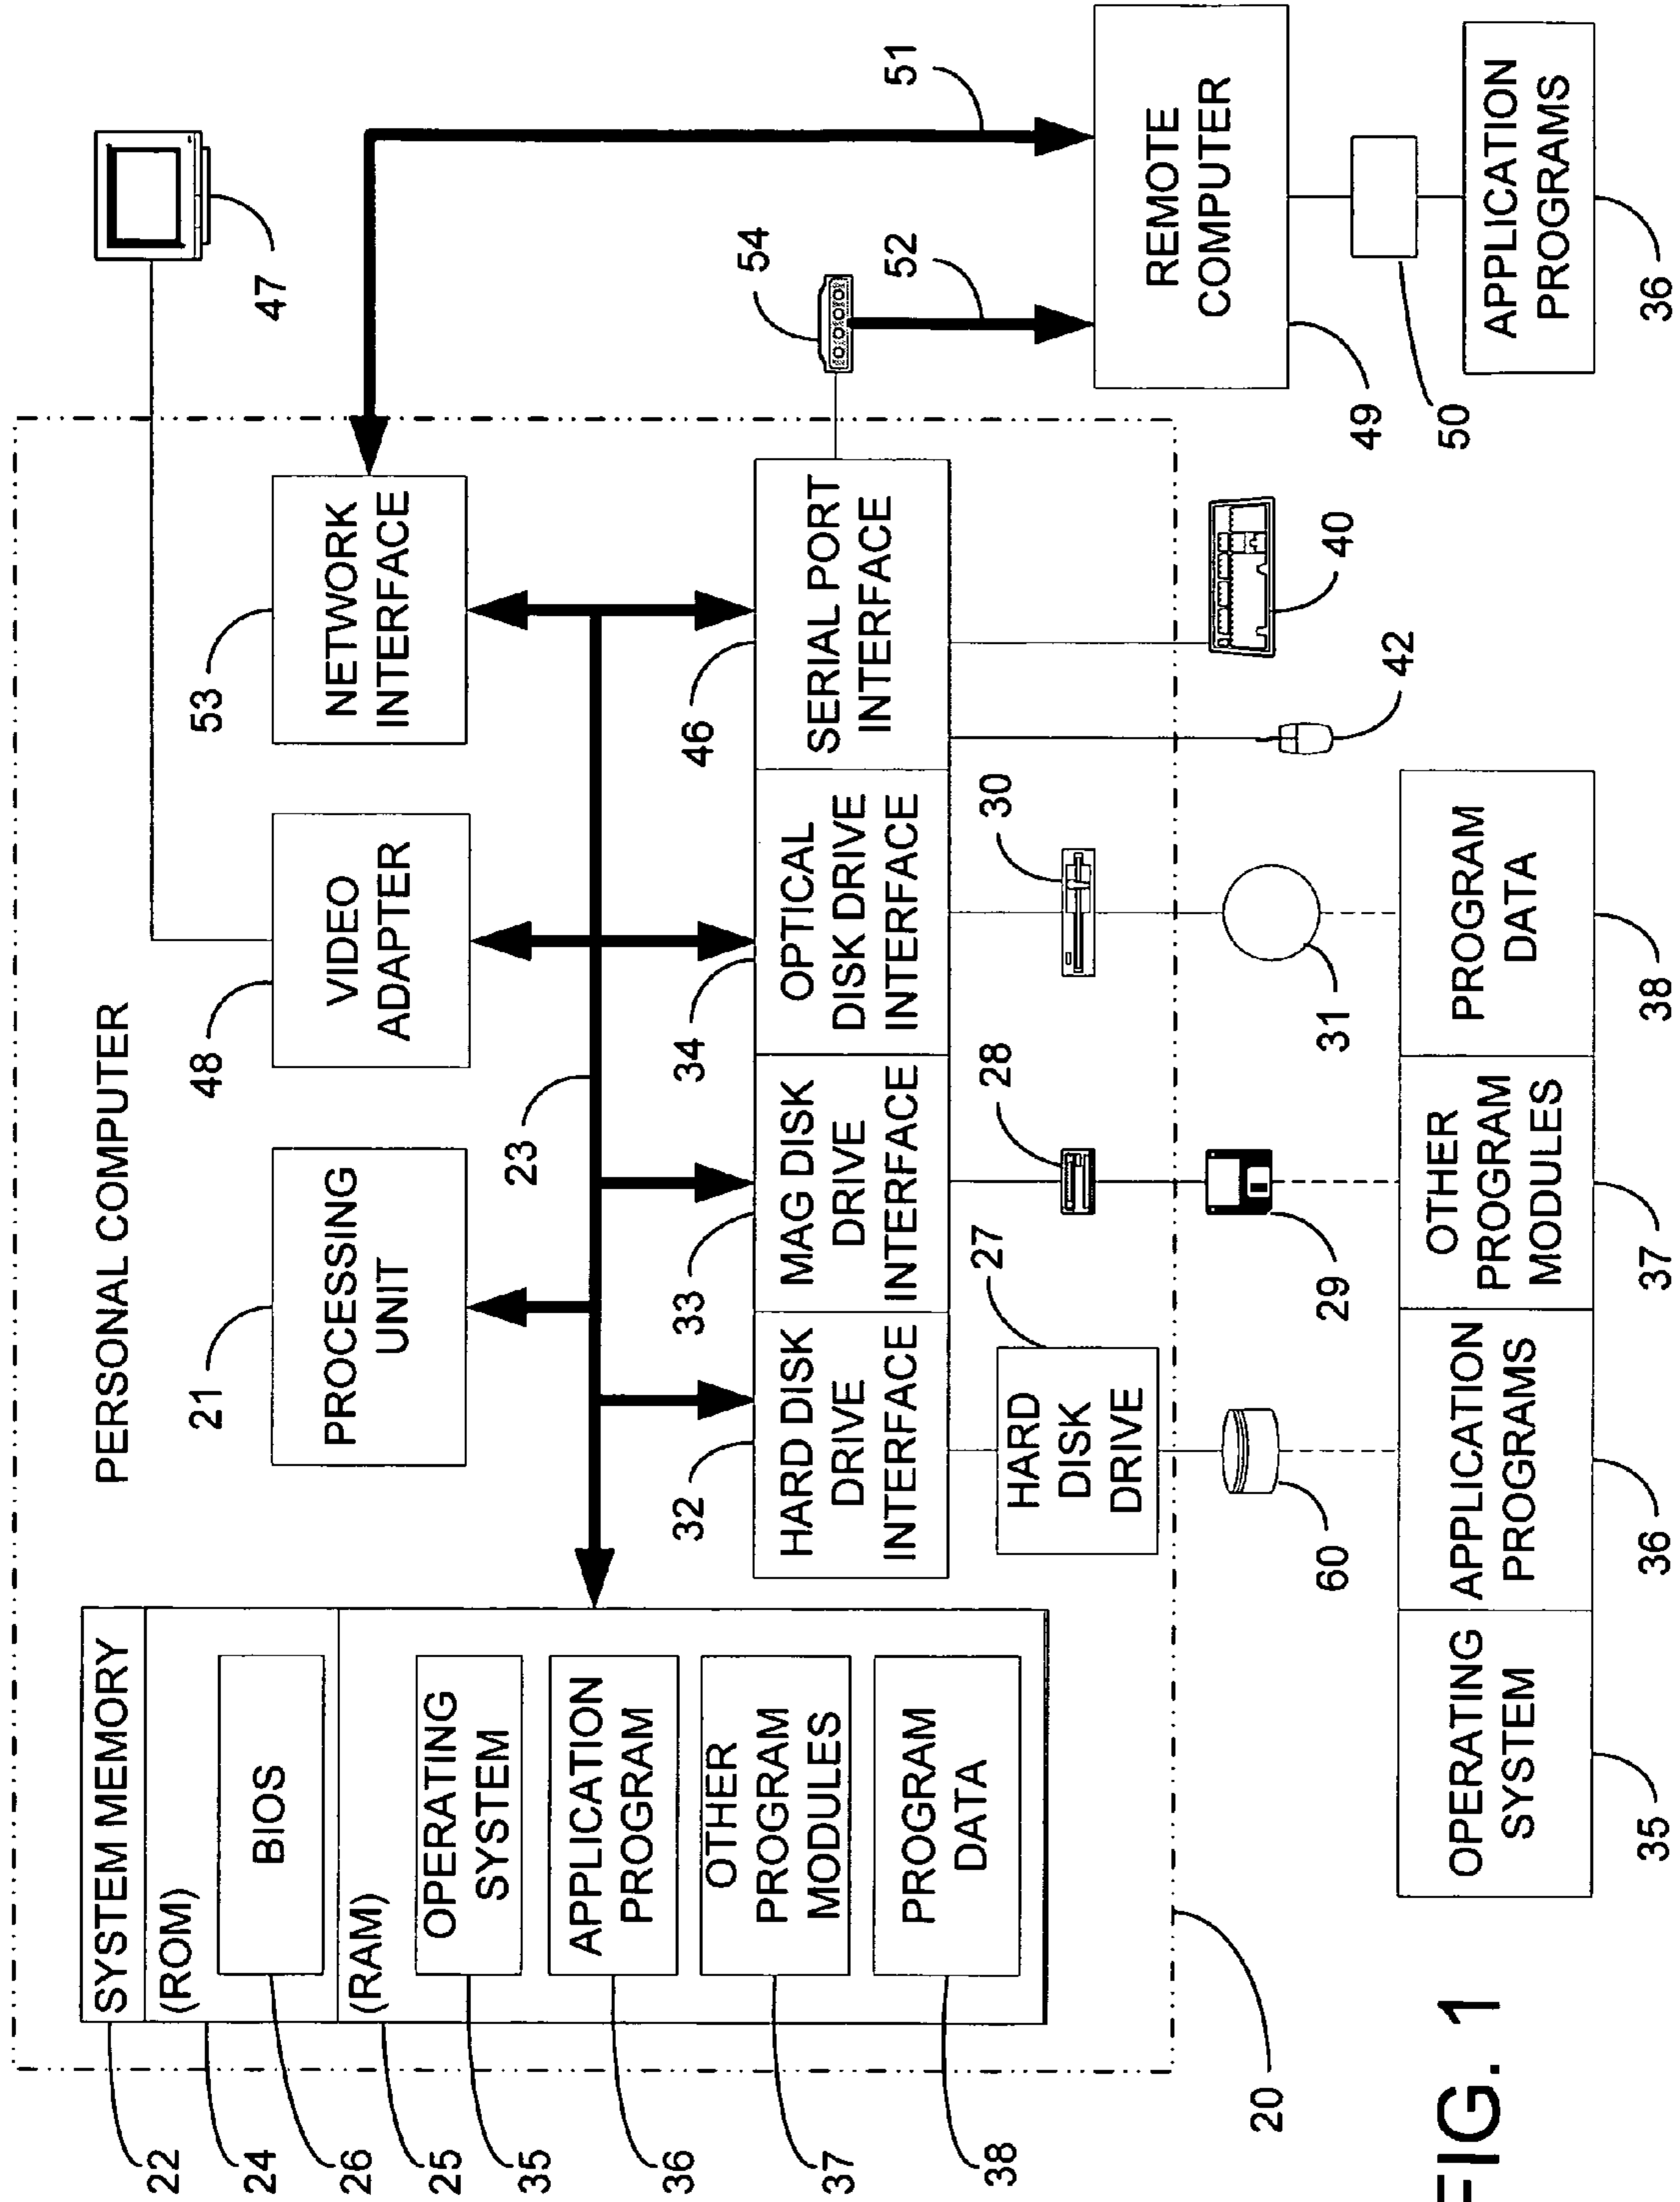 PERSONAL COMPUTER
47
22
SYSTEM MEMORY
24
(ROM)
26
BIOS
25
(RAM)
35
OPERATING
SYSTEM
36
APPLICATION
PROGRAM
37
OTHER
PROGRAM
MODULES
38
PROGRAM
DATA
21
PROCESSING
UNIT
48
VIDEO
ADAPTER
53
NETWORK
INTERFACE
23
32
HARD DISK
DRIVE
INTERFACE
33
MAG DISK
DRIVE
INTERFACE
34
OPTICAL
DISK DRIVE
INTERFACE
46
SERIAL PORT
INTERFACE
54
52
51
HARD
DISK
DRIVE
27
28
30
20
60
29
31
42
40
REMOTE
COMPUTER
49
50
OPERATING
SYSTEM
35
APPLICATION
PROGRAMS
36
OTHER
PROGRAM
MODULES
37
PROGRAM
DATA
38
APPLICATION
PROGRAMS
36
FIG. 1